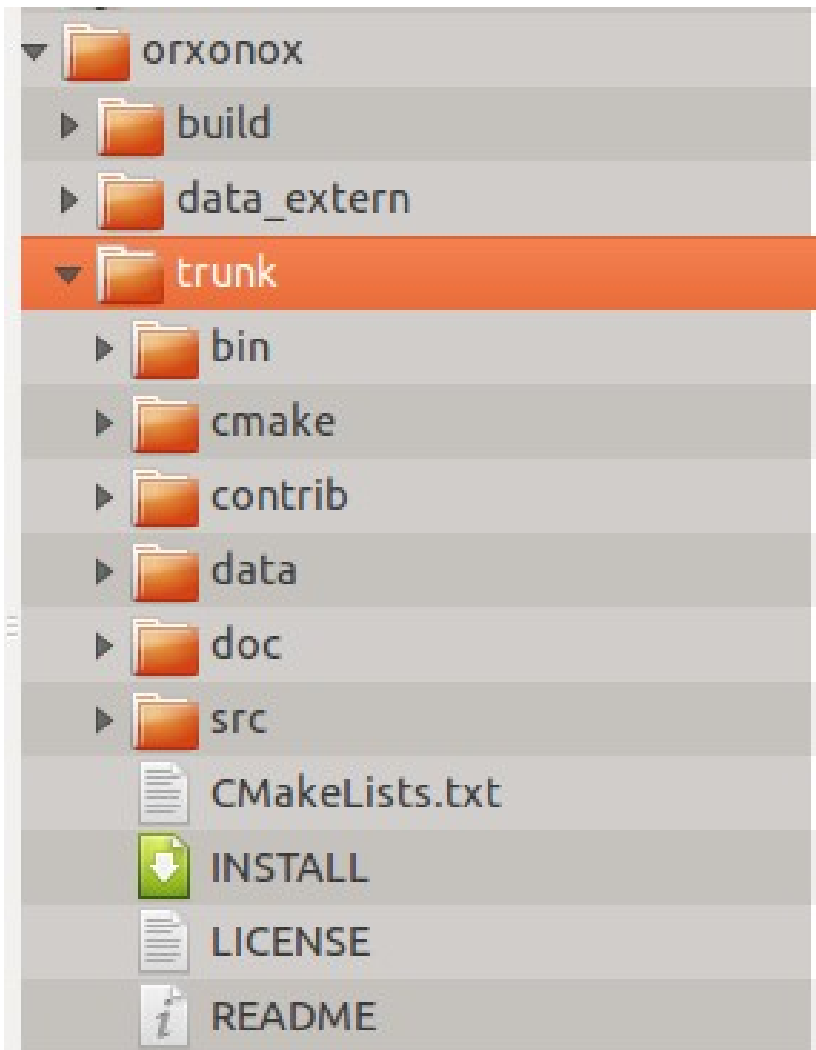 orxonox
build
data_extern
trunk
bin
cmake
contrib
data
doc
src
CMakeLists.txt
INSTALL
LICENSE
README